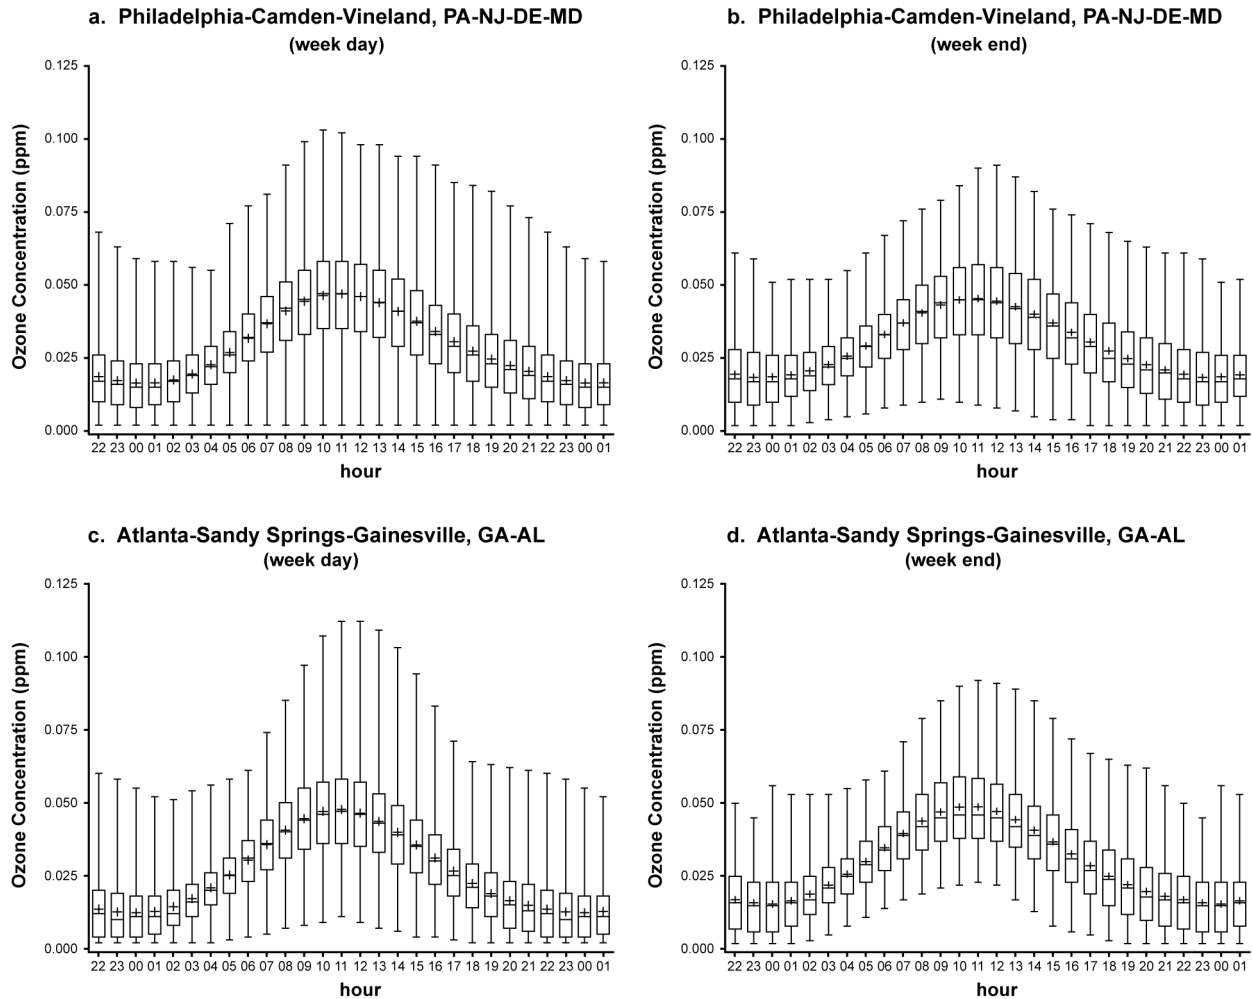 a. Philadelphia-Camden-Vineland, PA-NJ-DE-MD
(week day)
Ozone Concentration (ppm)
0.125
0.100
0.075
0.050
0.025
0.000
22 23 00 01 02 03 04 05 06 07 08 09 10 11 12 13 14 15 16 17 18 19 20 21 22 23 00 01
hour
b. Philadelphia-Camden-Vineland, PA-NJ-DE-MD
(week end)
Ozone Concentration (ppm)
0.125
0.100
0.075
0.050
0.025
0.000
22 23 00 01 02 03 04 05 06 07 08 09 10 11 12 13 14 15 16 17 18 19 20 21 22 23 00 01
hour
c. Atlanta-Sandy Springs-Gainesville, GA-AL
(week day)
Ozone Concentration (ppm)
0.125
0.100
0.075
0.050
0.025
0.000
22 23 00 01 02 03 04 05 06 07 08 09 10 11 12 13 14 15 16 17 18 19 20 21 22 23 00 01
hour
d. Atlanta-Sandy Springs-Gainesville, GA-AL
(week end)
Ozone Concentration (ppm)
0.125
0.100
0.075
0.050
0.025
0.000
22 23 00 01 02 03 04 05 06 07 08 09 10 11 12 13 14 15 16 17 18 19 20 21 22 23 00 01
hour